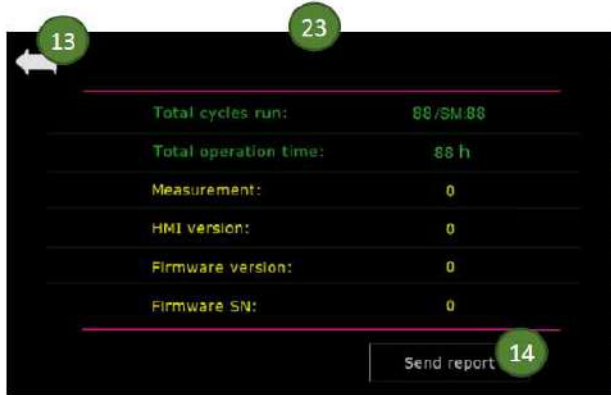 13
23
Total cycles run: 88/SM:88
Total operation time: 88 h
Measurement: 0
HMI version: 0
Firmware version: 0
Firmware SN: 0
Send report 14